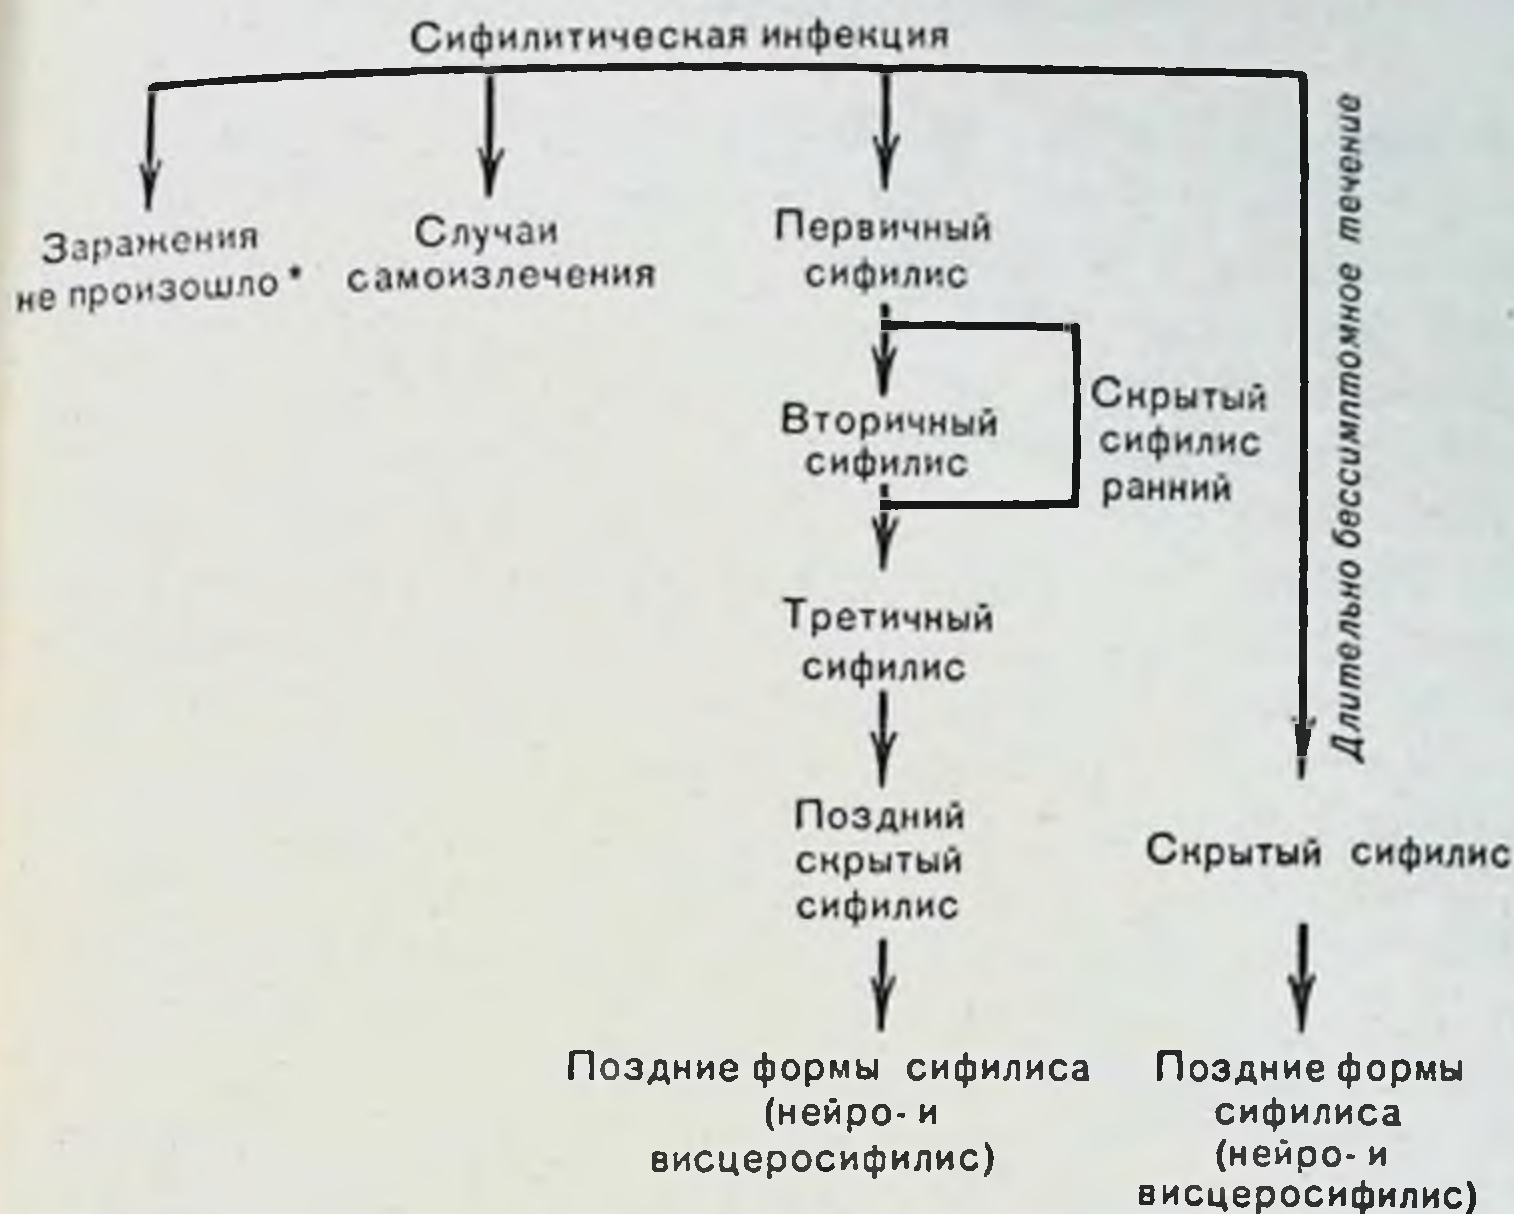 Сифилитическая инфекция
Заражения
не произошло*
Случаи
самоизлечения
Первичный
сифилис
Вторичный
сифилис
Скрытый
сифилис
ранний
Третичный
сифилис
Поздний
скрытый
сифилис
Поздние формы сифилиса
(нейро- и
висцеросифилис)
Длительно бессимптомное течение
Скрытый сифилис
Поздние формы
сифилиса
(нейро- и
висцеросифилис)